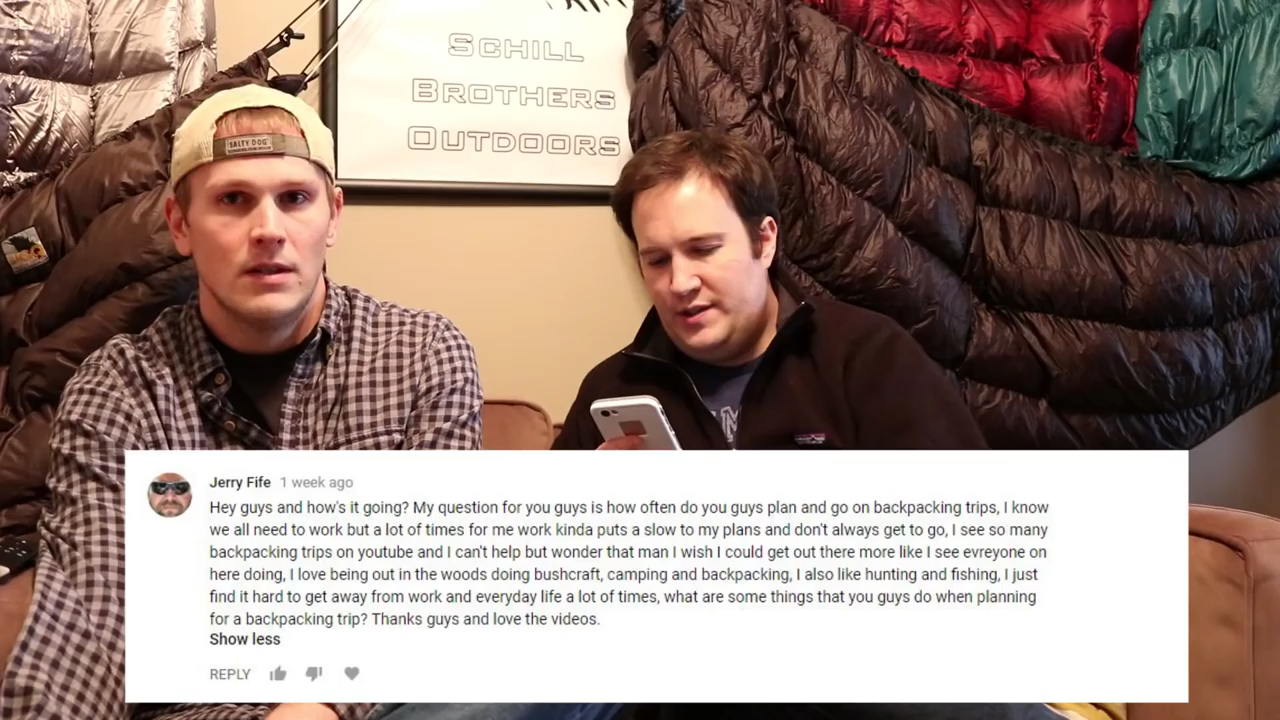 SCHILL
BROTHERS
OUTDOORS
SALTY DOG
Jerry Fife 1 week ago
Hey guys and how's it going? My question for you guys is how often do you guys plan and go on backpacking trips, I know
we all need to work but a lot of times for me work kinda puts a slow to my plans and don't always get to go, I see so many
backpacking trips on youtube and I can't help but wonder that man I wish I could get out there more like I see evreyone on
here doing, I love being out in the woods doing bushcraft, camping and backpacking, I also like hunting and fishing, I just
find it hard to get away from work and everyday life a lot of times, what are some things that you guys do when planning
for a backpacking trip? Thanks guys and love the videos.
Show less
REPLY